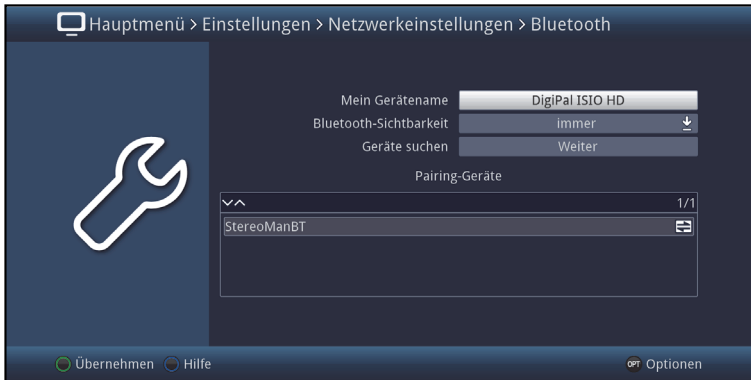 Hauptmenü > Einstellungen > Netzwerkeinstellungen > Bluetooth
Mein Gerätename DigiPal ISIO HD
Bluetooth-Sichtbarkeit immer
Geräte suchen Weiter
Pairing-Geräte
1/1
StereoManBT
Übernehmen Hilfe OPT Optionen